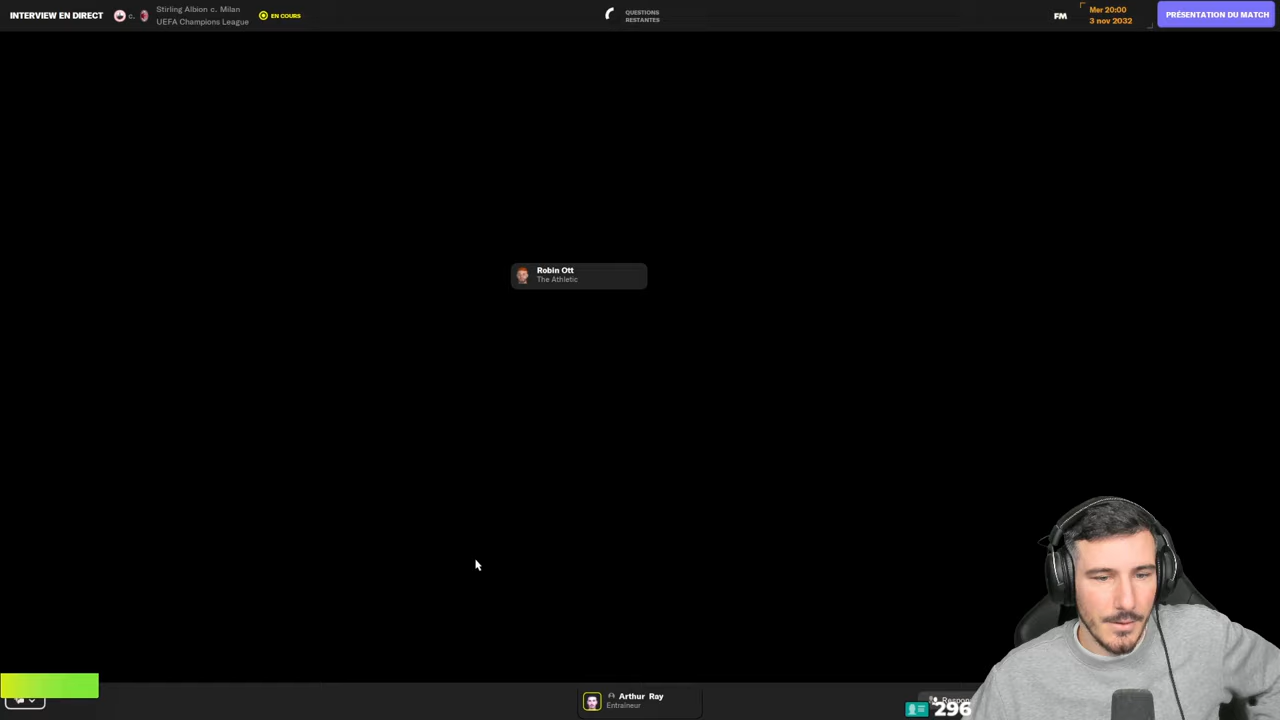 INTERVIEW EN DIRECT
c.
Stirling Albion c. Milan
UEFA Champions League
EN COURS
QUESTIONS
RESTANTES
FM
Mer 20:00
3 nov 2032
PRÉSENTATION DU MATCH
Robin Ott
The Athletic
Arthur Ray
Entraîneur
296